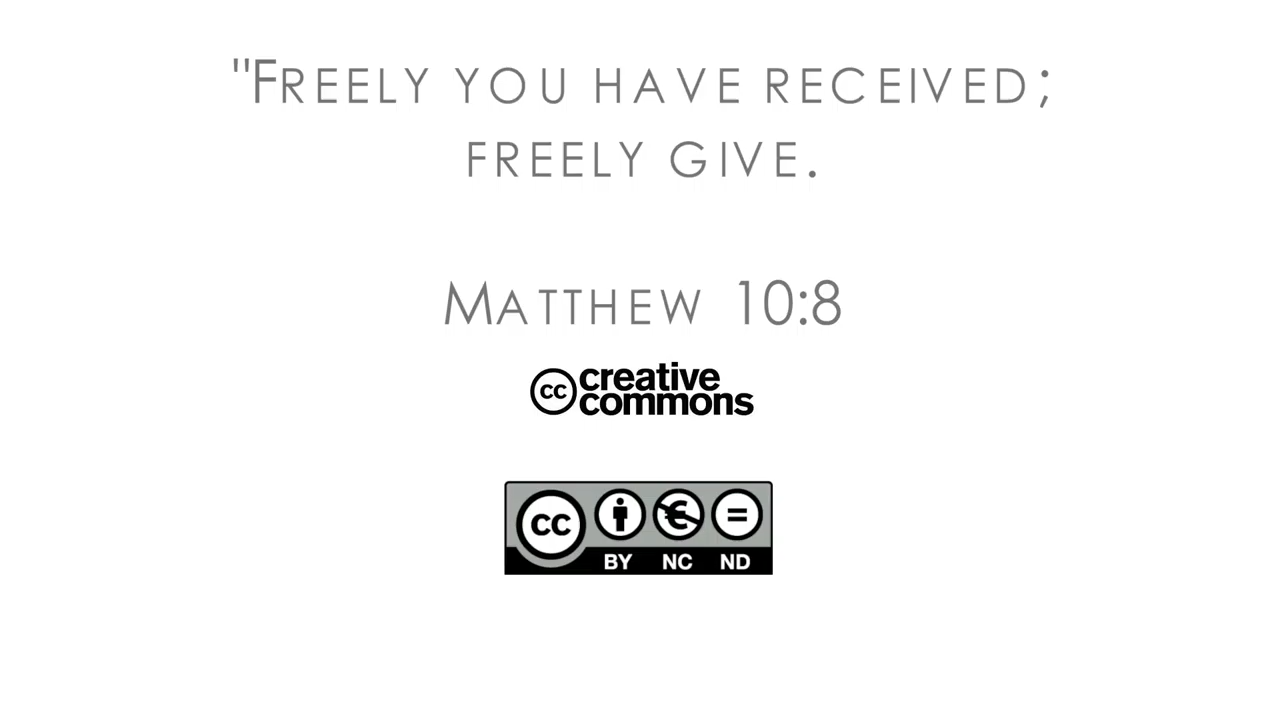 "FREELY YOU HAVE RECEIVED;
FREELY GIVE.
MATTHEW 10:8
cc creative
commons
cc BY NC ND